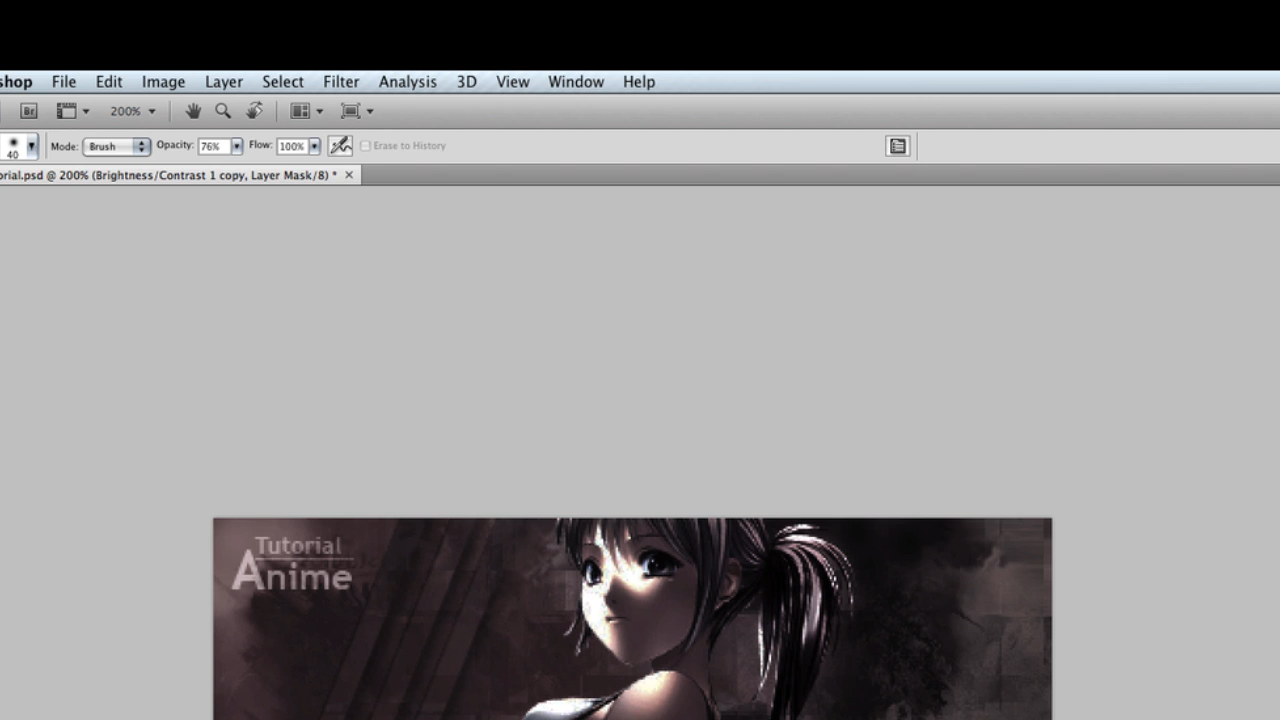 shop File Edit Image Layer Select Filter Analysis 3D View Window Help
Br 200%
40 Mode: Brush Opacity: 76% Flow: 100% Erase to History
orial.psd @ 200% (Brightness/Contrast 1 copy, Layer Mask/8) * ×
Tutorial
Anime